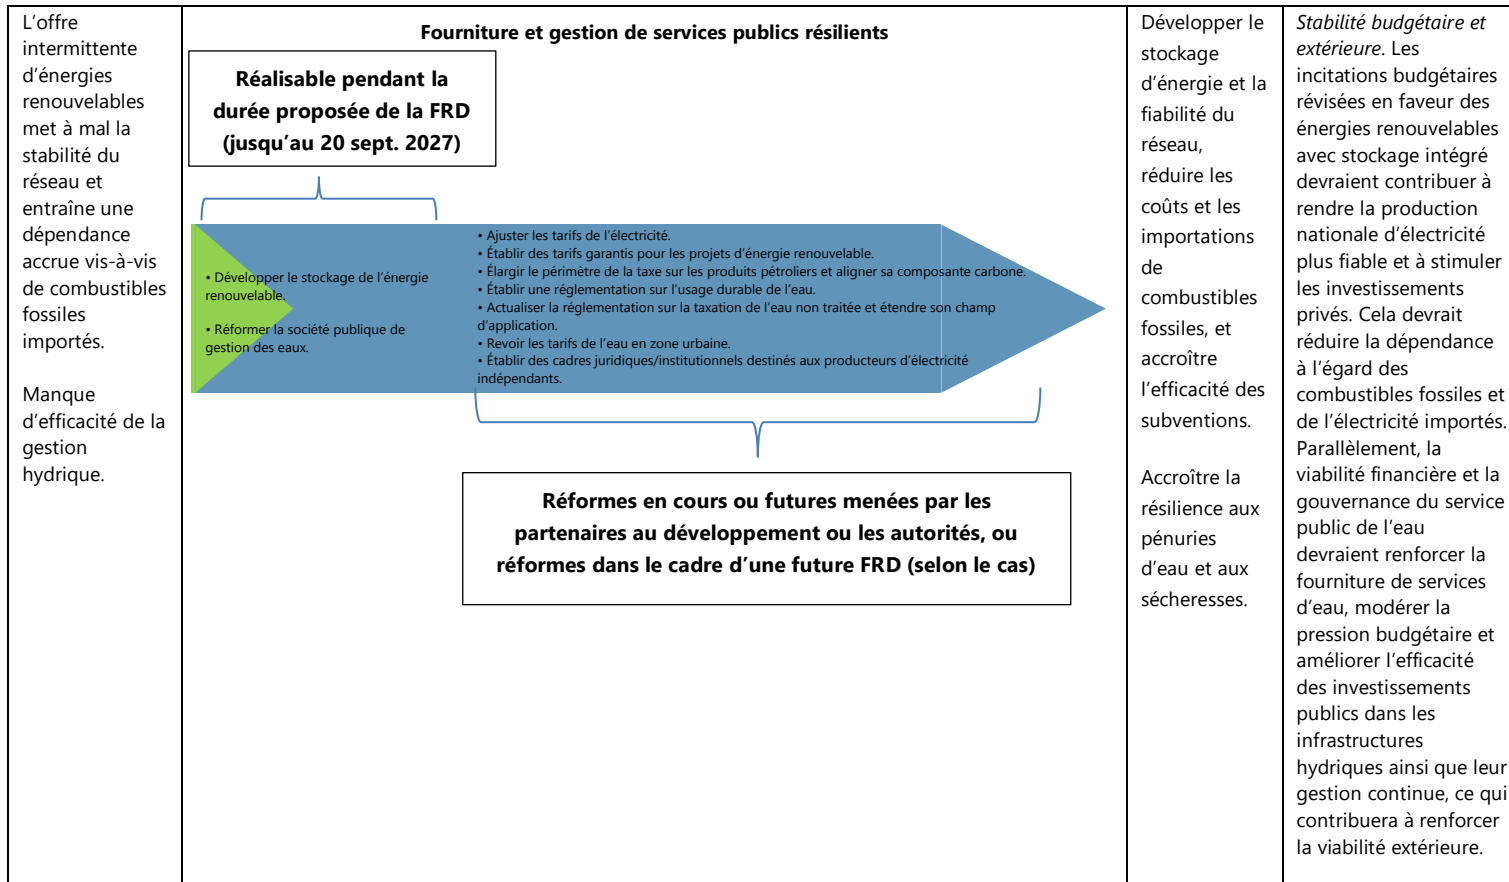 L’offre
intermittente
d’énergies
renouvelables
met à mal la
stabilité du
réseau et
entraîne une
dépendance
accrue vis-à-vis
de combustibles
fossiles
importés.
Manque
d’efficacité de la
gestion
hydrique.
Fourniture et gestion de services publics résilients
Réalisable pendant la
durée proposée de la FRD
(jusqu’au 20 sept. 2027)
• Développer le stockage de l’énergie
renouvelable.
• Réformer la société publique de
gestion des eaux.
• Ajuster les tarifs de l’électricité.
• Établir des tarifs garantis pour les projets d’énergie renouvelable.
• Élargir le périmètre de la taxe sur les produits pétroliers et aligner sa composante carbone.
• Établir une réglementation sur l’usage durable de l’eau.
• Actualiser la réglementation sur la taxation de l’eau non traitée et étendre son champ
d’application.
• Revoir les tarifs de l’eau en zone urbaine.
• Établir des cadres juridiques/institutionnels destinés aux producteurs d’électricité
indépendants.
Réformes en cours ou futures menées par les
partenaires au développement ou les autorités, ou
réformes dans le cadre d’une future FRD (selon le cas)
Développer le
stockage
d’énergie et la
fiabilité du
réseau,
réduire les
coûts et les
importations
de
combustibles
fossiles, et
accroître
l’efficacité des
subventions.
Accroître la
résilience aux
pénuries
d’eau et aux
sécheresses.
Stabilité budgétaire et
extérieure. Les
incitations budgétaires
révisées en faveur des
énergies renouvelables
avec stockage intégré
devraient contribuer à
rendre la production
nationale d’électricité
plus fiable et à stimuler
les investissements
privés. Cela devrait
réduire la dépendance
à l’égard des
combustibles fossiles et
de l’électricité importés.
Parallèlement, la
viabilité financière et la
gouvernance du service
public de l’eau
devraient renforcer la
fourniture de services
d’eau, modérer la
pression budgétaire et
améliorer l’efficacité
des investissements
publics dans les
infrastructures
hydriques ainsi que leur
gestion continue, ce qui
contribuera à renforcer
la viabilité extérieure.